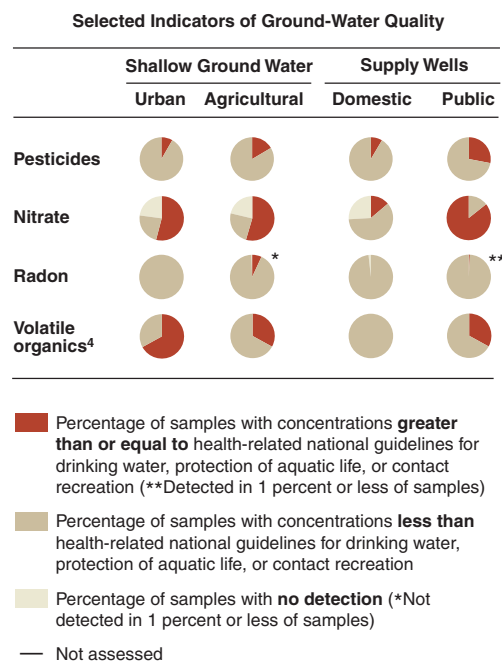 Selected Indicators of Ground-Water Quality
Shallow Ground Water Supply Wells
Urban Agricultural Domestic Public
Pesticides
Nitrate
* **
Radon
Volatile
organics4
Percentage of samples with concentrations greater
than or equal to health-related national guidelines for
drinking water, protection of aquatic life, or contact
recreation (**Detected in 1 percent or less of samples)
Percentage of samples with concentrations less than
health-related national guidelines for drinking water,
protection of aquatic life, or contact recreation
Percentage of samples with no detection (*Not
detected in 1 percent or less of samples)
— Not assessed